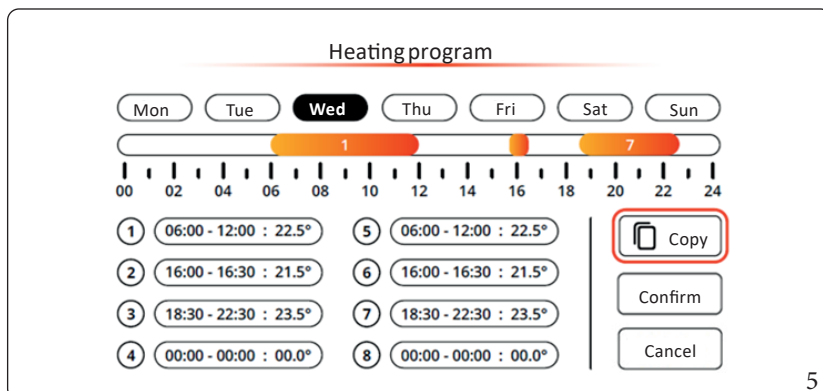 Heating program
Mon Tue Wed Thu Fri Sat Sun
1 7
00 02 04 06 08 10 12 14 16 18 20 22 24
1 06:00 - 12:00 : 22.5° 5 06:00 - 12:00 : 22.5° Copy
2 16:00 - 16:30 : 21.5° 6 16:00 - 16:30 : 21.5°
Confirm
3 18:30 - 22:30 : 23.5° 7 18:30 - 22:30 : 23.5°
4 00:00 - 00:00 : 00.0° 8 00:00 - 00:00 : 00.0° Cancel
5